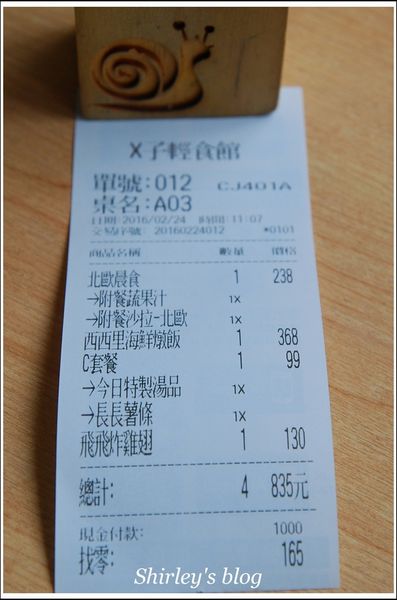 X子輕食館
單號:012 CJ401A
桌名:A03
日期:2016/02/24 時間:11:07
交易序號: 20160224012 *0101
商品名稱 數量 金額
北歐晨食 1 238
→附餐蔬果汁 1X
→附餐沙拉-北歐 1X
西西里海鮮燉飯 1 368
C套餐 1 99
→今日特製湯品 1X
→長長薯條 1X
飛飛炸雞翅 1 130
總計: 4 835元
現金付款: 1000
找零: 165
Shirley's blog